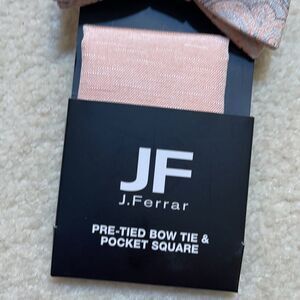 JF
J.Ferrar
PRE-TIED BOW TIE &
POCKET SQUARE